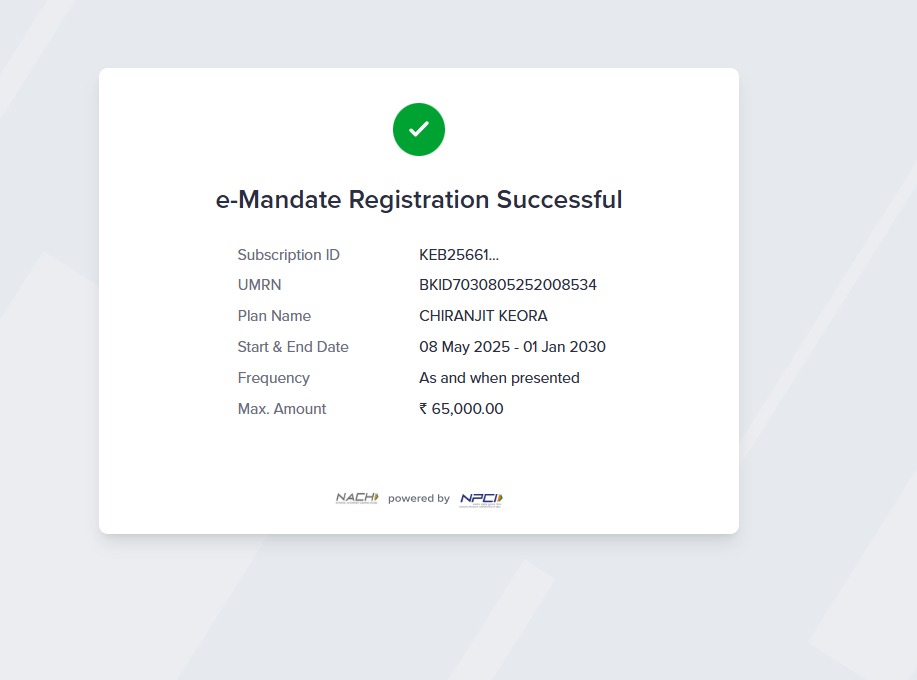 e-Mandate Registration Successful
Subscription ID KEB25661...
UMRN BKID7030805252008534
Plan Name CHIRANJIT KEORA
Start & End Date 08 May 2025 - 01 Jan 2030
Frequency As and when presented
Max. Amount ₹ 65,000.00
NACH powered by NPCI